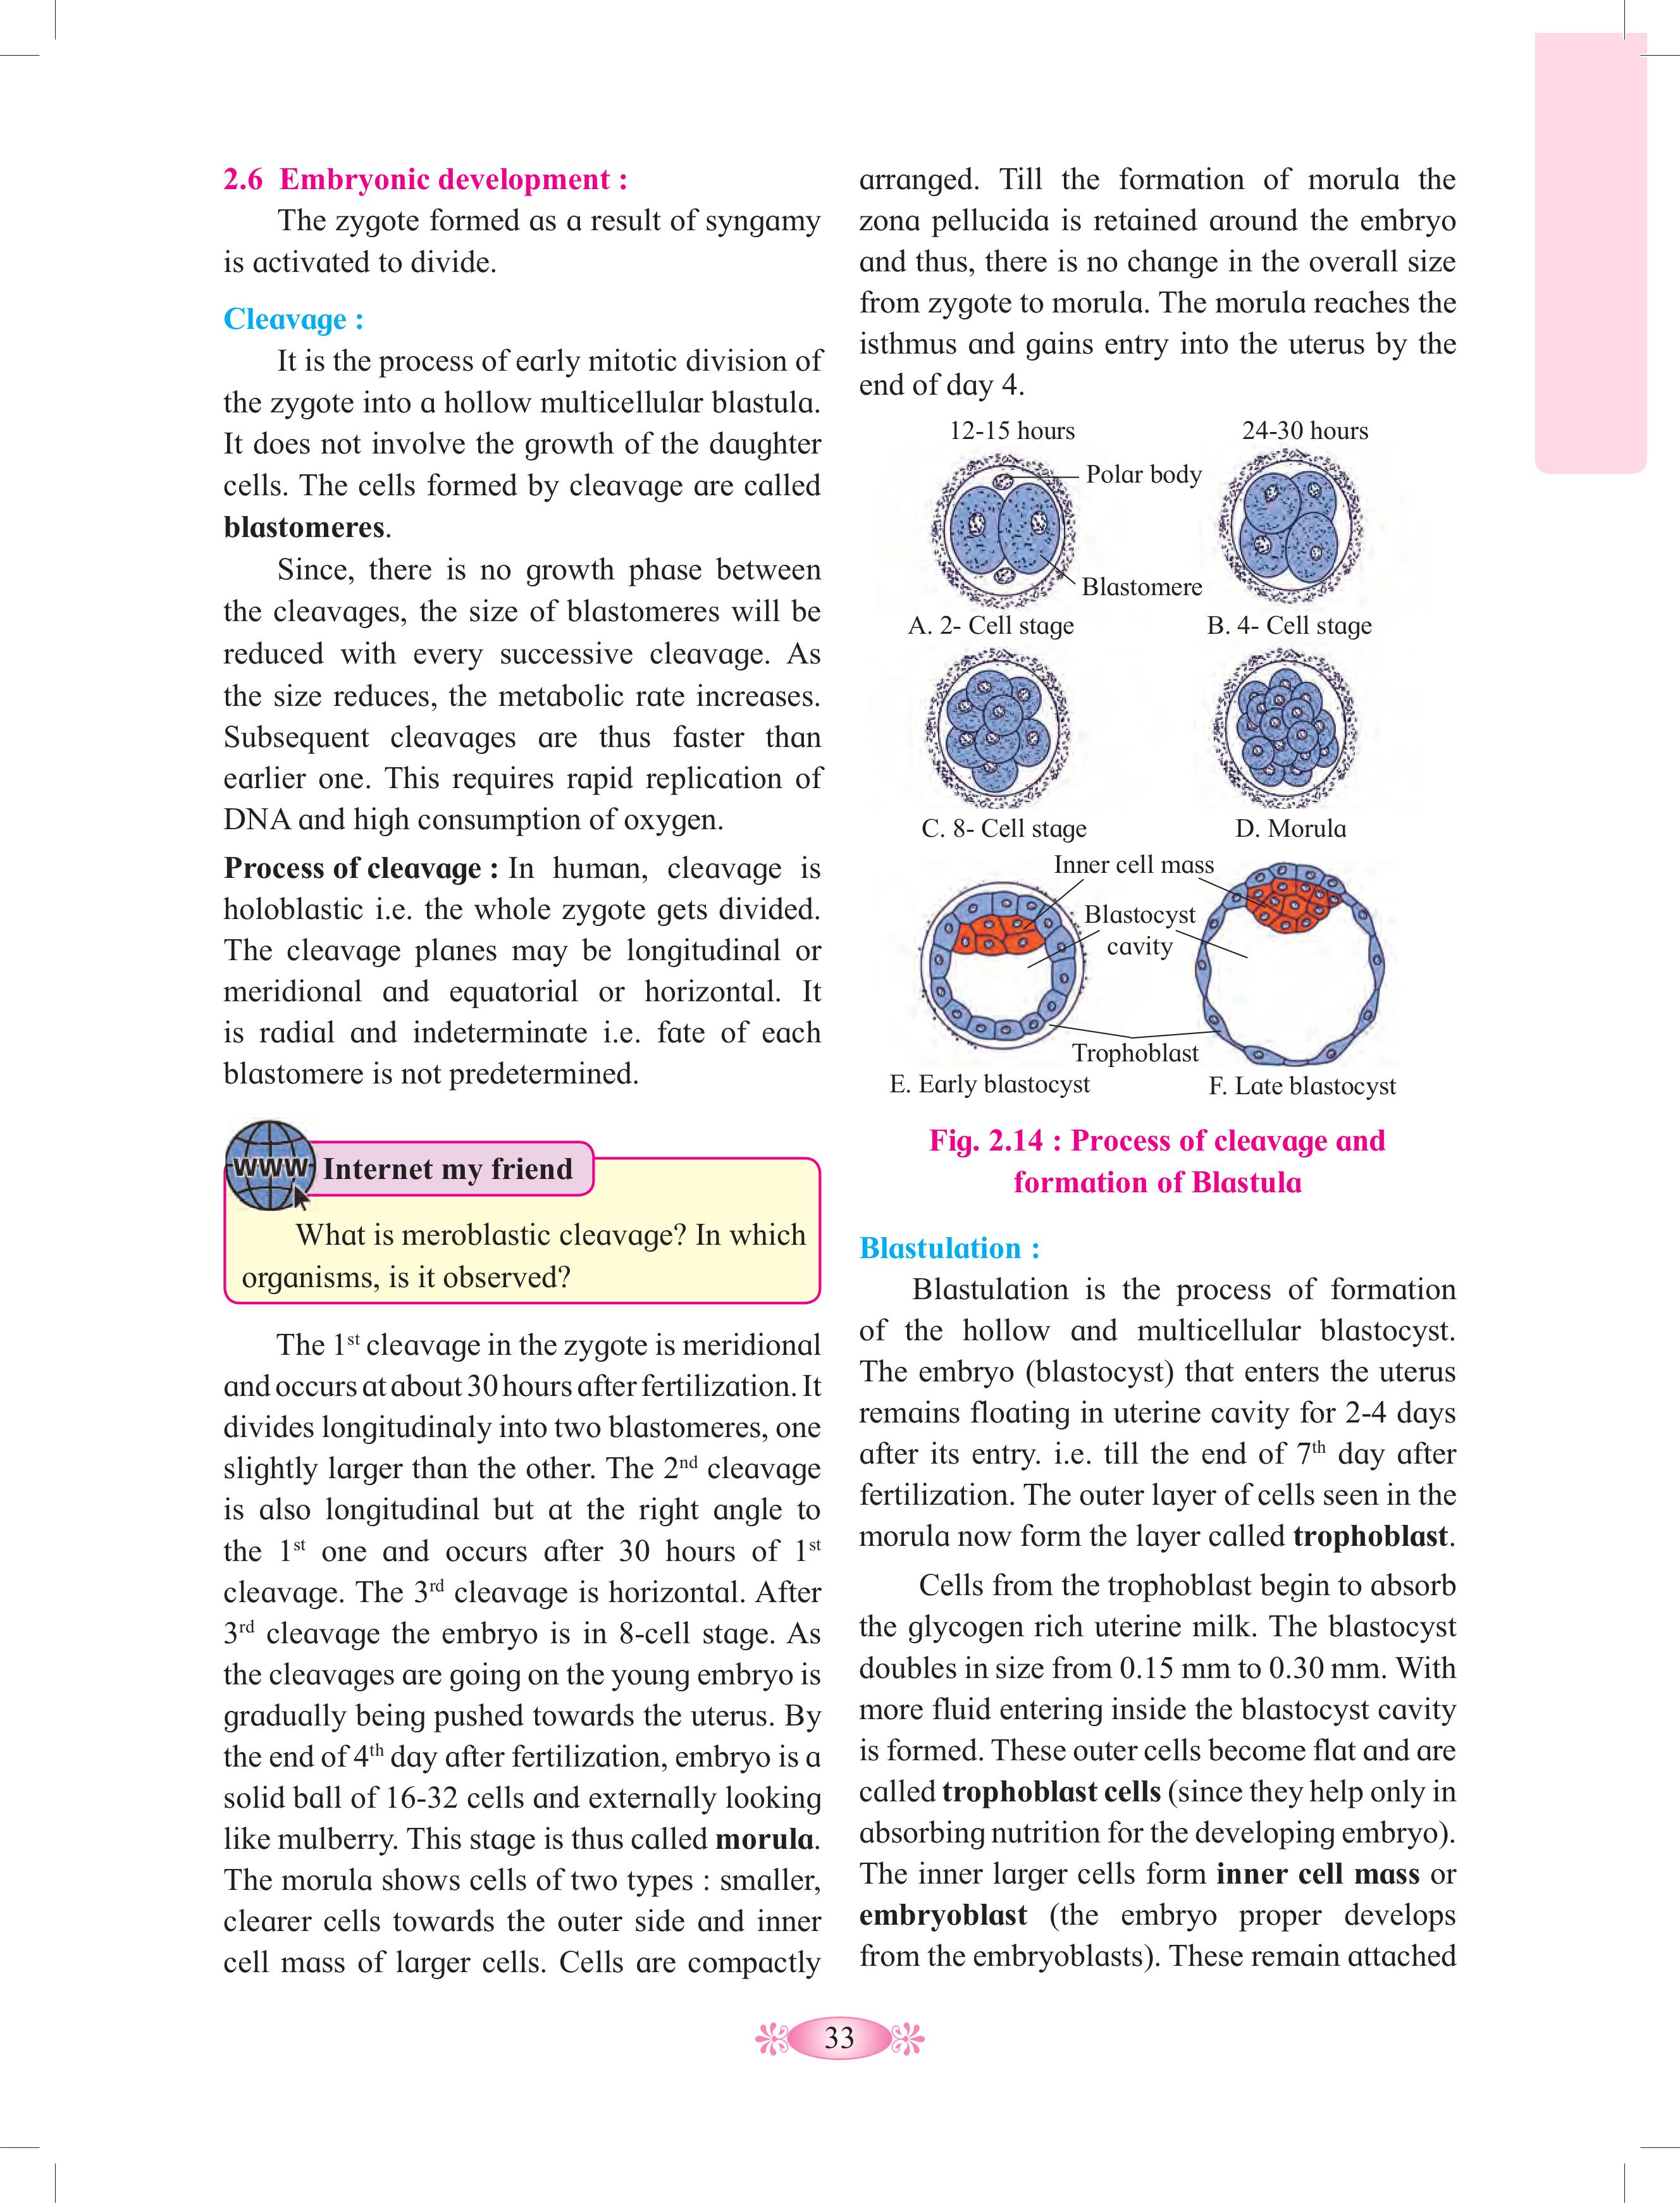 2.6 Embryonic development :
The zygote formed as a result of syngamy
is activated to divide.
Cleavage :
It is the process of early mitotic division of
the zygote into a hollow multicellular blastula.
It does not involve the growth of the daughter
cells. The cells formed by cleavage are called
blastomeres.
Since, there is no growth phase between
the cleavages, the size of blastomeres will be
reduced with every successive cleavage. As
the size reduces, the metabolic rate increases.
Subsequent cleavages are thus faster than
earlier one. This requires rapid replication of
DNA and high consumption of oxygen.
Process of cleavage : In human, cleavage is
holoblastic i.e. the whole zygote gets divided.
The cleavage planes may be longitudinal or
meridional and equatorial or horizontal. It
is radial and indeterminate i.e. fate of each
blastomere is not predetermined.
WWW Internet my friend
What is meroblastic cleavage? In which
organisms, is it observed?
The 1st cleavage in the zygote is meridional
and occurs at about 30 hours after fertilization. It
divides longitudinaly into two blastomeres, one
slightly larger than the other. The 2nd cleavage
is also longitudinal but at the right angle to
the 1st one and occurs after 30 hours of 1st
cleavage. The 3rd cleavage is horizontal. After
3rd cleavage the embryo is in 8-cell stage. As
the cleavages are going on the young embryo is
gradually being pushed towards the uterus. By
the end of 4th day after fertilization, embryo is a
solid ball of 16-32 cells and externally looking
like mulberry. This stage is thus called morula.
The morula shows cells of two types : smaller,
clearer cells towards the outer side and inner
cell mass of larger cells. Cells are compactly
arranged. Till the formation of morula the
zona pellucida is retained around the embryo
and thus, there is no change in the overall size
from zygote to morula. The morula reaches the
isthmus and gains entry into the uterus by the
end of day 4.
12-15 hours 24-30 hours
Polar body
Blastomere
A. 2- Cell stage B. 4- Cell stage
C. 8- Cell stage D. Morula
Inner cell mass
Blastocyst
cavity
Trophoblast
E. Early blastocyst F. Late blastocyst
Fig. 2.14 : Process of cleavage and
formation of Blastula
Blastulation :
Blastulation is the process of formation
of the hollow and multicellular blastocyst.
The embryo (blastocyst) that enters the uterus
remains floating in uterine cavity for 2-4 days
after its entry. i.e. till the end of 7th day after
fertilization. The outer layer of cells seen in the
morula now form the layer called trophoblast.
Cells from the trophoblast begin to absorb
the glycogen rich uterine milk. The blastocyst
doubles in size from 0.15 mm to 0.30 mm. With
more fluid entering inside the blastocyst cavity
is formed. These outer cells become flat and are
called trophoblast cells (since they help only in
absorbing nutrition for the developing embryo).
The inner larger cells form inner cell mass or
embryoblast (the embryo proper develops
from the embryoblasts). These remain attached
33